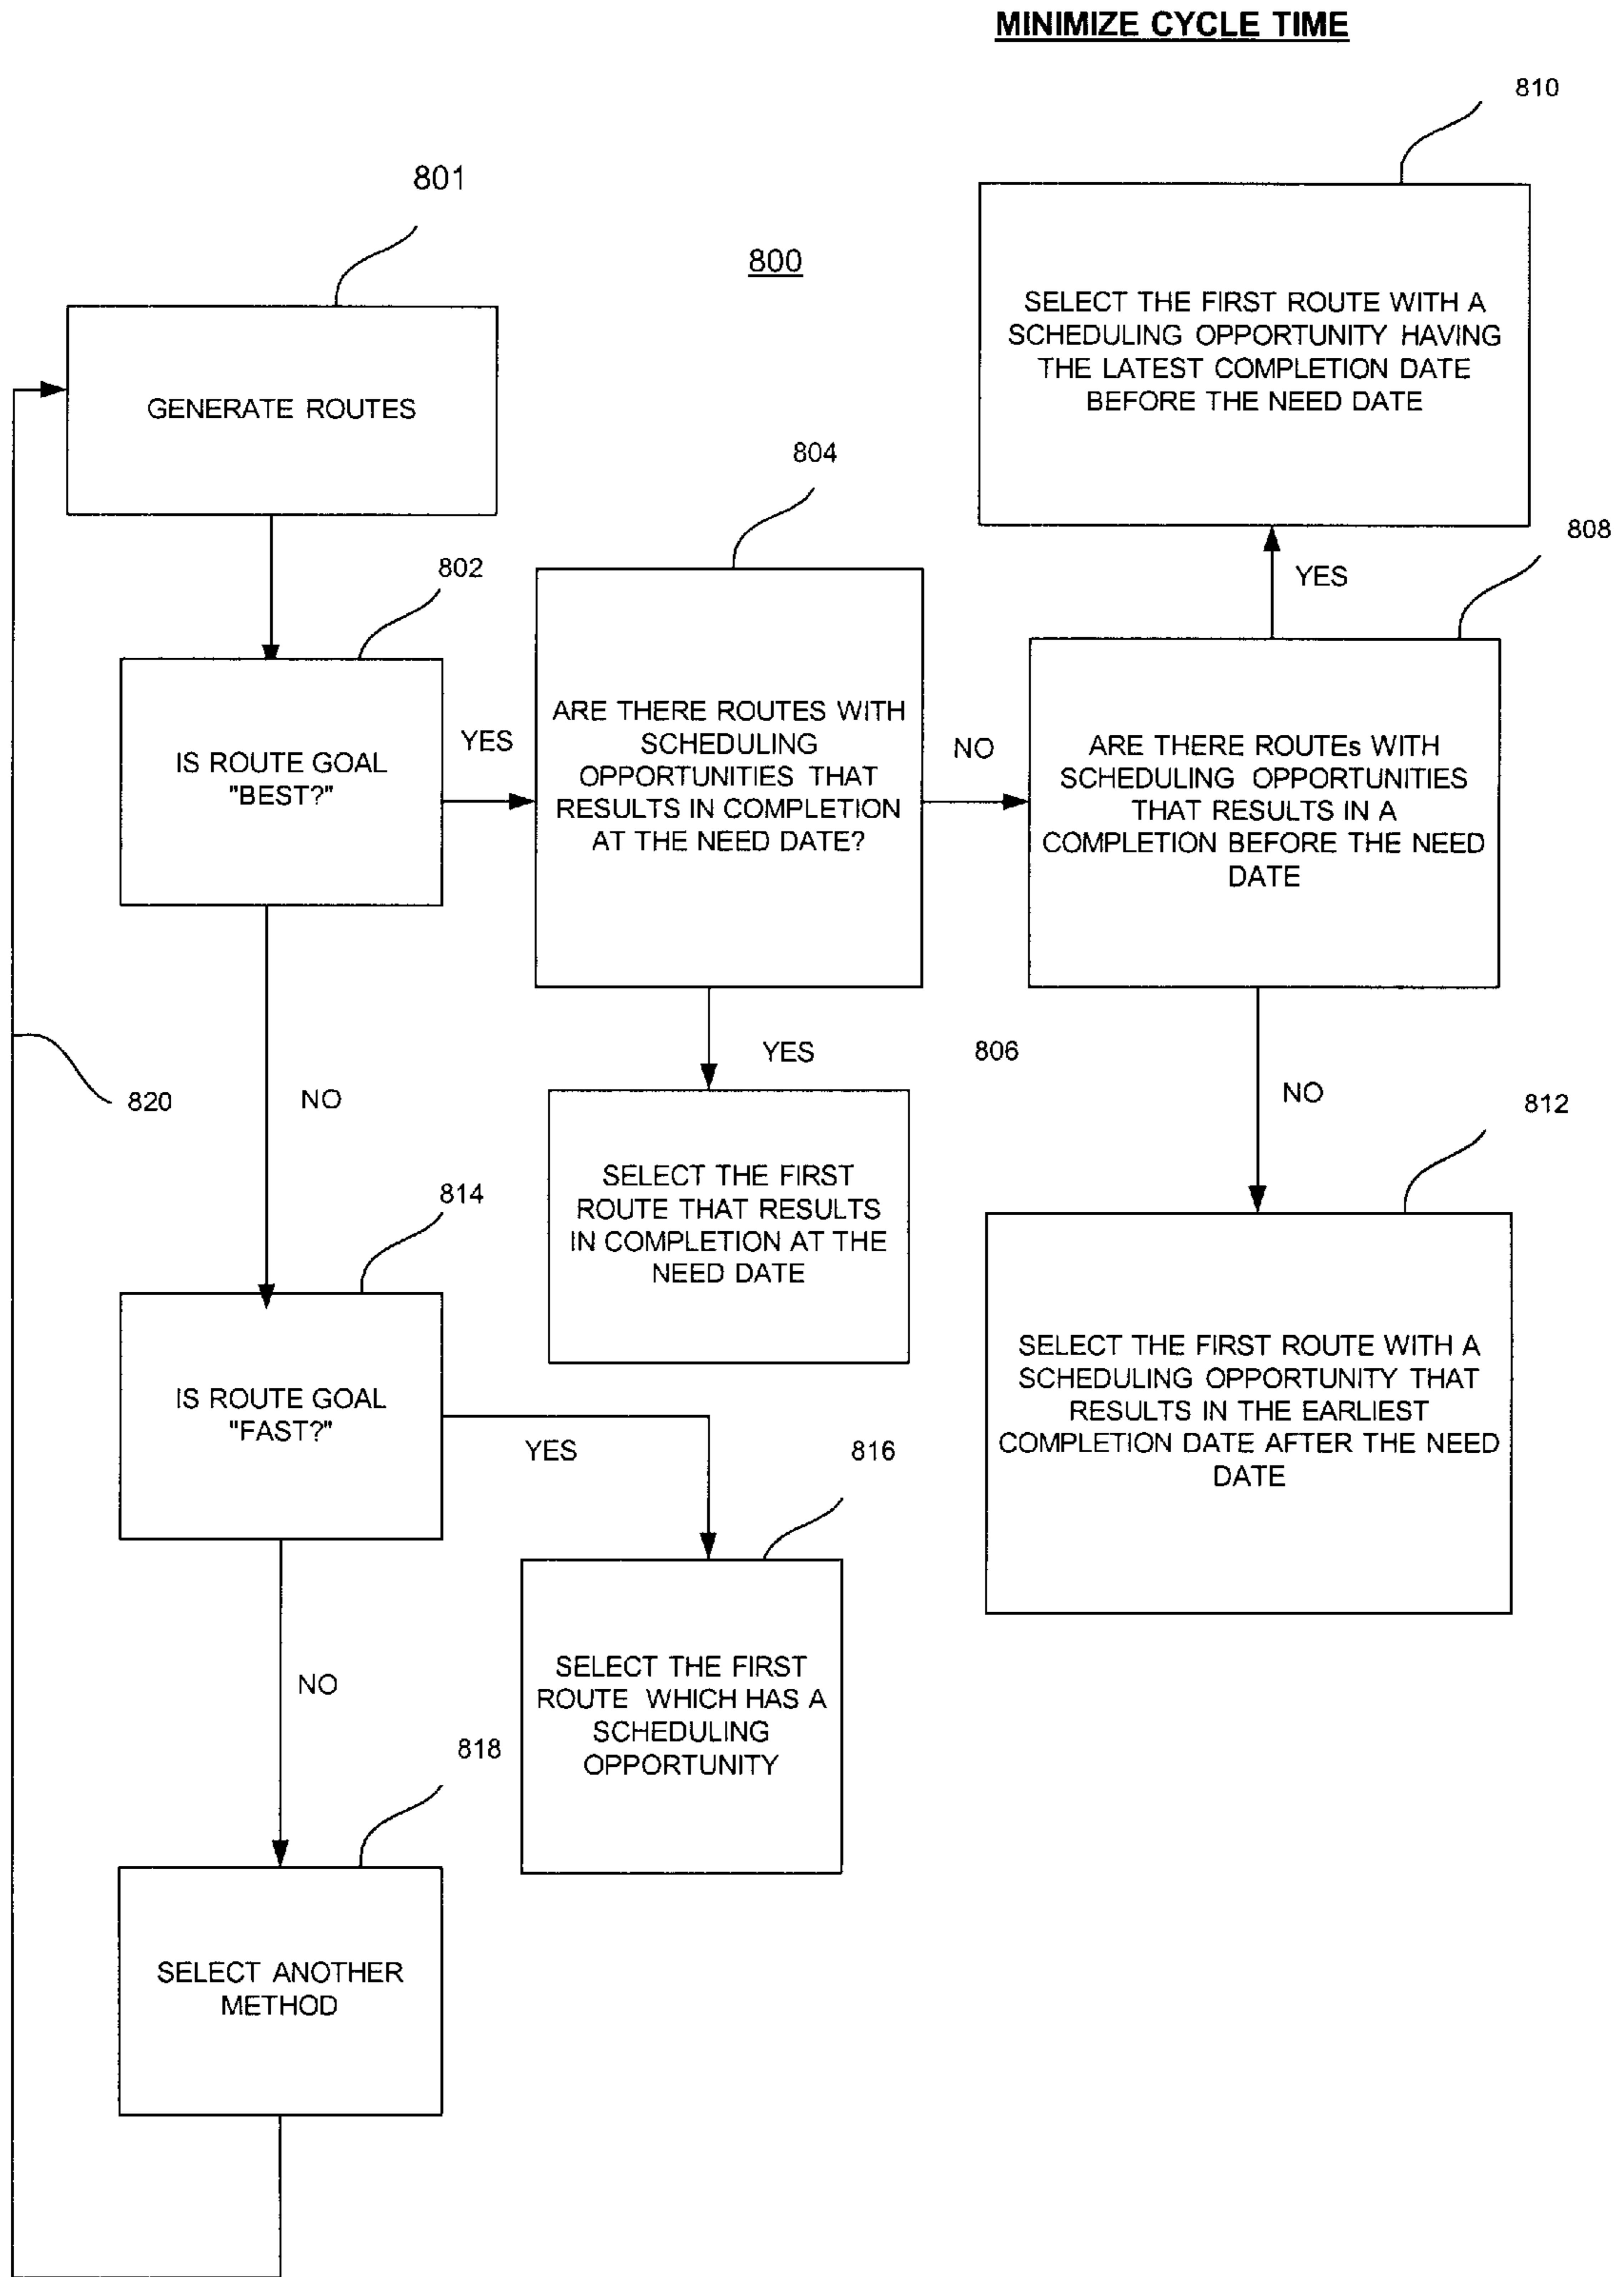 MINIMIZE CYCLE TIME
810
801
800
SELECT THE FIRST ROUTE WITH A
SCHEDULING OPPORTUNITY HAVING
THE LATEST COMPLETION DATE
BEFORE THE NEED DATE
GENERATE ROUTES
804
808
802
YES
ARE THERE ROUTES WITH
SCHEDULING
OPPORTUNITIES THAT
RESULTS IN COMPLETION
AT THE NEED DATE?
IS ROUTE GOAL
"BEST?"
YES
NO
ARE THERE ROUTEs WITH
SCHEDULING OPPORTUNITIES
THAT RESULTS IN A
COMPLETION BEFORE THE NEED
DATE
YES
806
820
NO
NO
812
SELECT THE FIRST
ROUTE THAT RESULTS
IN COMPLETION AT THE
NEED DATE
814
IS ROUTE GOAL
"FAST?"
YES
816
SELECT THE FIRST ROUTE WITH A
SCHEDULING OPPORTUNITY THAT
RESULTS IN THE EARLIEST
COMPLETION DATE AFTER THE NEED
DATE
NO
SELECT THE FIRST
ROUTE WHICH HAS A
SCHEDULING
OPPORTUNITY
818
SELECT ANOTHER
METHOD